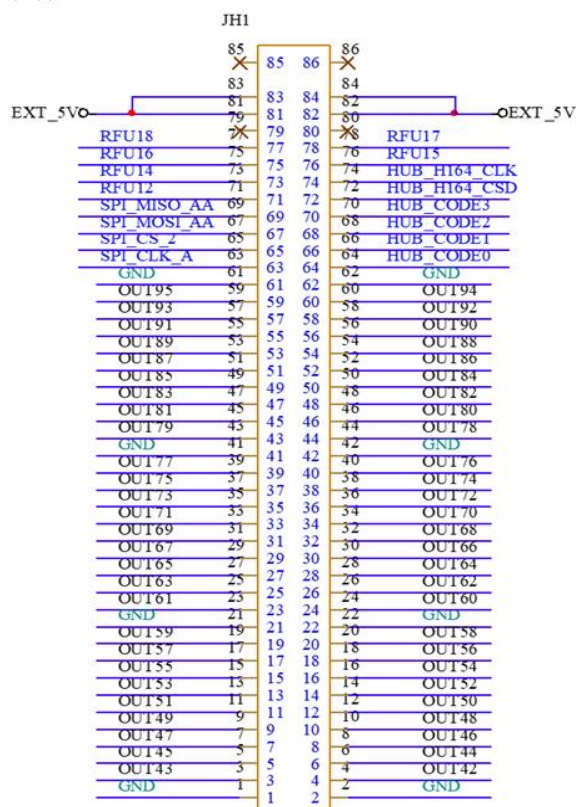 JH1
85 85 86 86
83 83 84 84
EXT_5V 81 81 82 82 EXT_5V
79 79 80 80
RFU18 77 78 RFU17
RFU16 75 75 76 76 RFU15
RFU14 73 73 74 74 HUB_H164_CLK
RFU12 71 71 72 72 HUB_H164_CSD
SPI_MISO_AA 69 69 70 70 HUB_CODE3
SPI_MOSI_AA 67 67 68 68 HUB_CODE2
SPI_CS_2 65 65 66 66 HUB_CODE1
SPI_CLK_A 63 63 64 64 HUB_CODE0
GND 61 61 62 62 GND
OUT95 59 59 60 60 OUT94
OUT93 57 57 58 58 OUT92
OUT91 55 55 56 56 OUT90
OUT89 53 53 54 54 OUT88
OUT87 51 51 52 52 OUT86
OUT85 49 49 50 50 OUT84
OUT83 47 47 48 48 OUT82
OUT81 45 45 46 46 OUT80
OUT79 43 43 44 44 OUT78
GND 41 41 42 42 GND
OUT77 39 39 40 40 OUT76
OUT75 37 37 38 38 OUT74
OUT73 35 35 36 36 OUT72
OUT71 33 33 34 34 OUT70
OUT69 31 31 32 32 OUT68
OUT67 29 29 30 30 OUT66
OUT65 27 27 28 28 OUT64
OUT63 25 25 26 26 OUT62
OUT61 23 23 24 24 OUT60
GND 21 21 22 22 GND
OUT59 19 19 20 20 OUT58
OUT57 17 17 18 18 OUT56
OUT55 15 15 16 16 OUT54
OUT53 13 13 14 14 OUT52
OUT51 11 11 12 12 OUT50
OUT49 9 9 10 10 OUT48
OUT47 7 7 8 8 OUT46
OUT45 5 5 6 6 OUT44
OUT43 3 3 4 4 OUT42
GND 1 1 2 2 GND